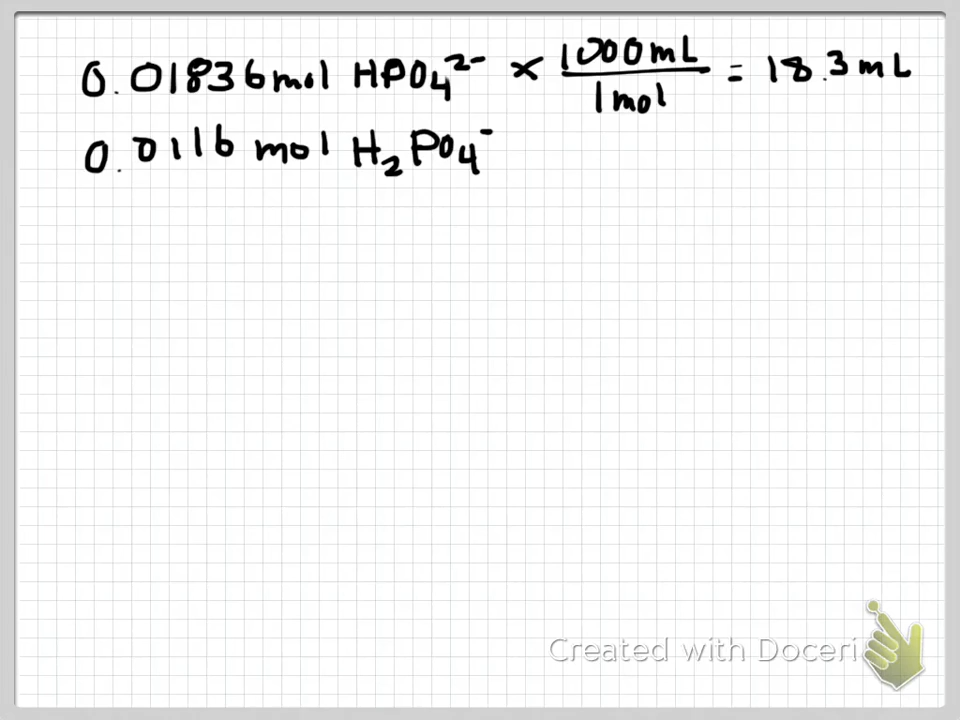 0.01836 mol HPO₄²⁻ × 1000 mL / 1 mol = 18.3 mL
0.0116 mol H₂PO₄⁻
Created with Doceri